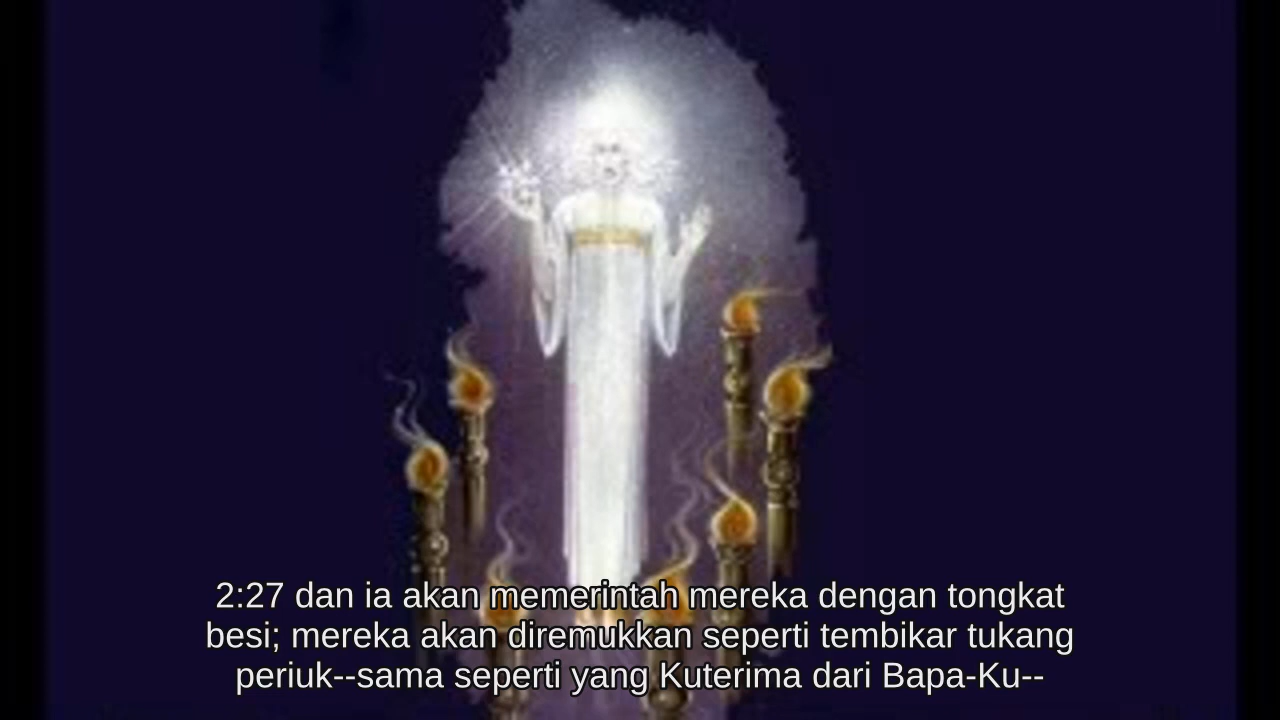 2:27 dan ia akan memerintah mereka dengan tongkat
besi; mereka akan diremukkan seperti tembikar tukang
periuk--sama seperti yang Kuterima dari Bapa-Ku--